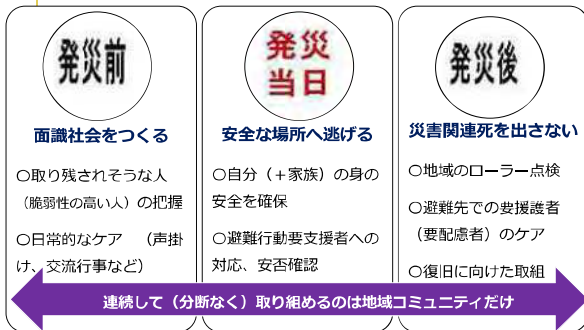 発災前
面識社会をつくる
○取り残されそうな人
（脆弱性の高い人）の把握
○日常的なケア （声掛
け、交流行事など）
発災
当日
安全な場所へ逃げる
○自分（＋家族）の身の
安全を確保
○避難行動要支援者への
対応、安否確認
発災後
災害関連死を出さない
○地域のローラー点検
○避難先での要援護者
（要配慮者）のケア
○復旧に向けた取組
連続して（分断なく）取り組めるのは地域コミュニティだけ